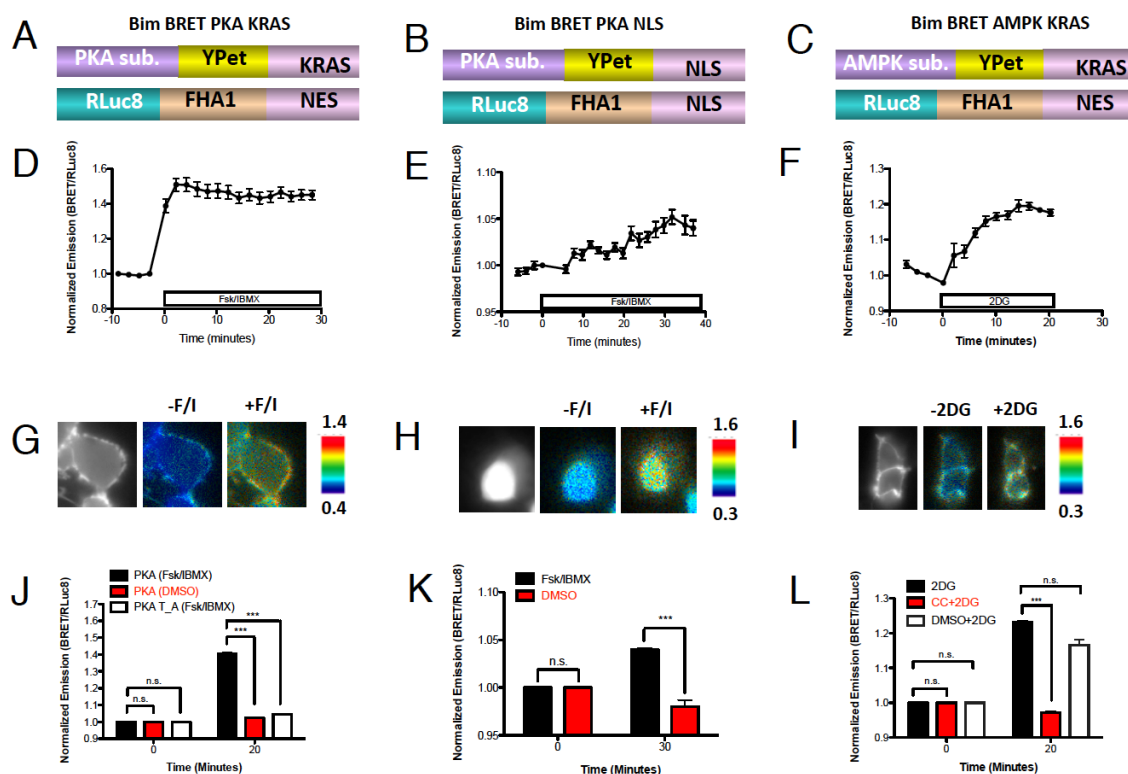 A
Bim BRET PKA KRAS
PKA sub. YPet KRAS
RLuc8 FHA1 NES
B
Bim BRET PKA NLS
PKA sub. YPet NLS
RLuc8 FHA1 NLS
C
Bim BRET AMPK KRAS
AMPK sub. YPet KRAS
RLuc8 FHA1 NES
D
Normalized Emission (BRET/RLuc8)
1.6
1.4
1.2
1.0
0.8
Fsk/IBMX
-10 0 10 20 30
Time (minutes)
E
Normalized Emission (BRET/RLuc8)
1.10
1.05
1.00
0.95
Fsk/IBMX
-10 0 10 20 30 40
Time (minutes)
F
Normalized Emission (BRET/RLuc8)
1.3
1.2
1.1
1.0
0.9
2DG
-10 0 10 20 30
Time (minutes)
G
-F/I +F/I
1.4
0.4
H
-F/I +F/I
1.6
0.3
I
-2DG +2DG
1.6
0.3
J
Normalized Emission (BRET/RLuc8)
PKA (Fsk/IBMX)
PKA (DMSO)
PKA T_A (Fsk/IBMX)
1.7
1.6
1.5
1.4
1.3
1.2
1.1
1.0
0.9
n.s.
n.s.
***
***
0 20
Time (Minutes)
K
Normalized Emission (BRET/RLuc8)
Fsk/IBMX
DMSO
1.10
1.05
1.00
0.95
n.s.
***
0 30
Time (Minutes)
L
Normalized Emission (BRET/RLuc8)
2DG
CC+2DG
DMSO+2DG
1.3
1.2
1.1
1.0
0.9
n.s.
n.s.
n.s.
***
0 20
Time (Minutes)